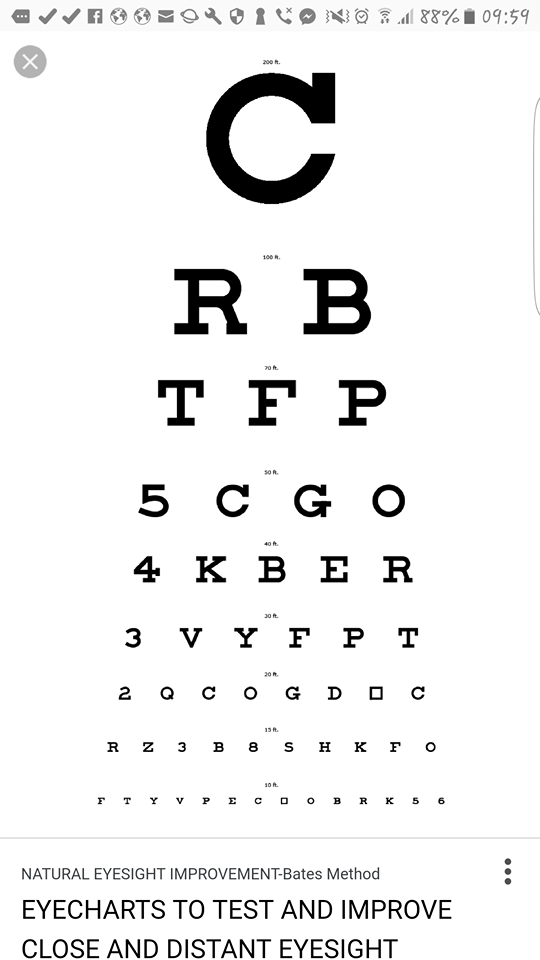 88% 09:59
200 ft.
C
100 ft.
R B
70 ft.
T F P
50 ft.
5 C G O
40 ft.
4 K B E R
30 ft.
3 V Y F P T
20 ft.
2 Q C O G D □ C
15 ft.
R Z 3 B 8 S H K F O
10 ft.
F T Y V P E C □ O B R K 5 6
NATURAL EYESIGHT IMPROVEMENT-Bates Method
EYECHARTS TO TEST AND IMPROVE
CLOSE AND DISTANT EYESIGHT